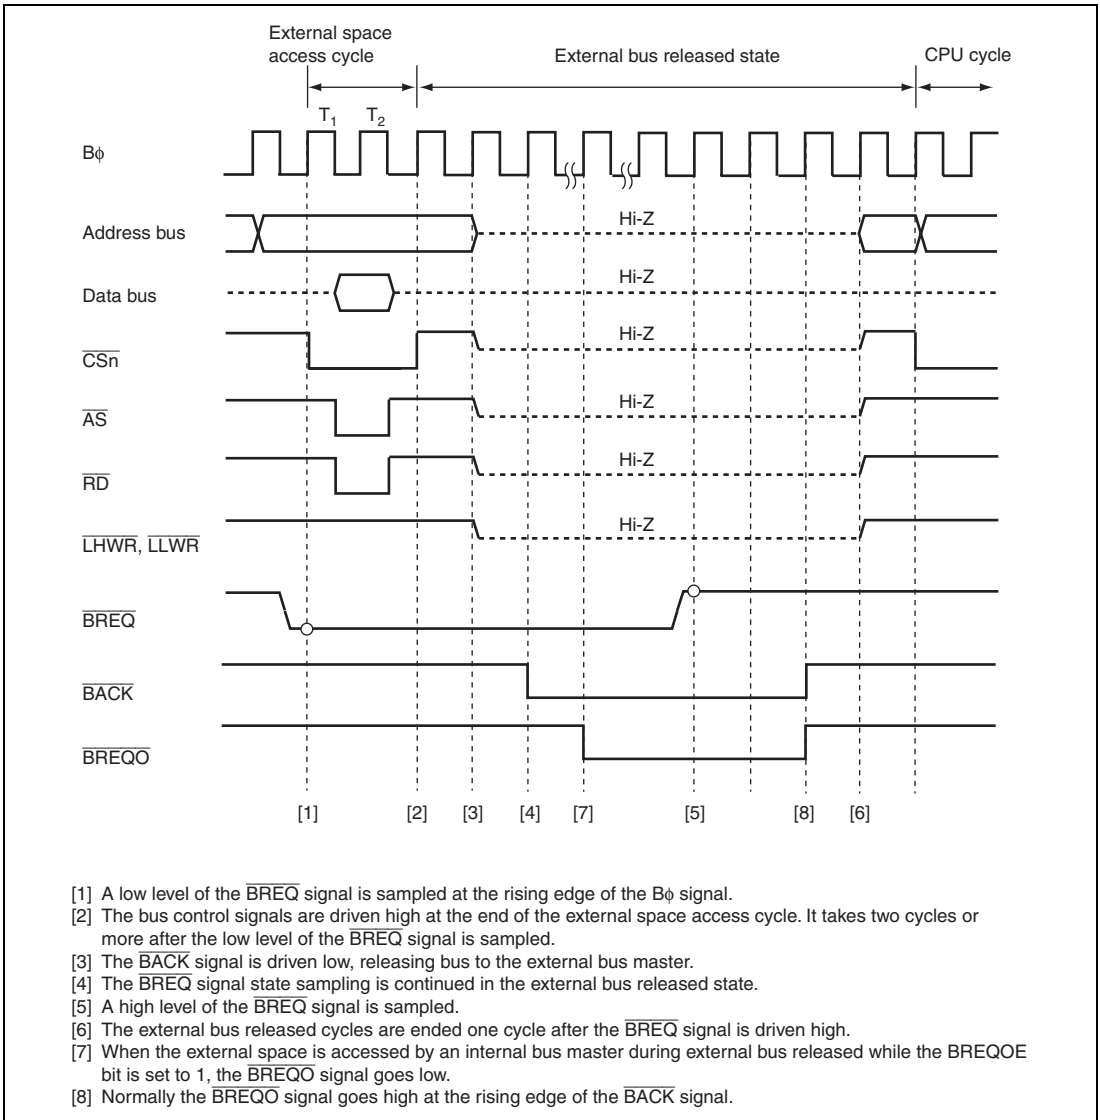 External space
access cycle
External bus released state
CPU cycle
T1
T2
Bϕ
Address bus
Hi-Z
Data bus
Hi-Z
CSn
Hi-Z
AS
Hi-Z
RD
Hi-Z
LHWR, LLWR
Hi-Z
BREQ
BACK
BREQO
[1] [2] [3] [4] [7] [5] [8] [6]
[1] A low level of the BREQ signal is sampled at the rising edge of the Bϕ signal.
[2] The bus control signals are driven high at the end of the external space access cycle. It takes two cycles or
more after the low level of the BREQ signal is sampled.
[3] The BACK signal is driven low, releasing bus to the external bus master.
[4] The BREQ signal state sampling is continued in the external bus released state.
[5] A high level of the BREQ signal is sampled.
[6] The external bus released cycles are ended one cycle after the BREQ signal is driven high.
[7] When the external space is accessed by an internal bus master during external bus released while the BREQOE
bit is set to 1, the BREQO signal goes low.
[8] Normally the BREQO signal goes high at the rising edge of the BACK signal.